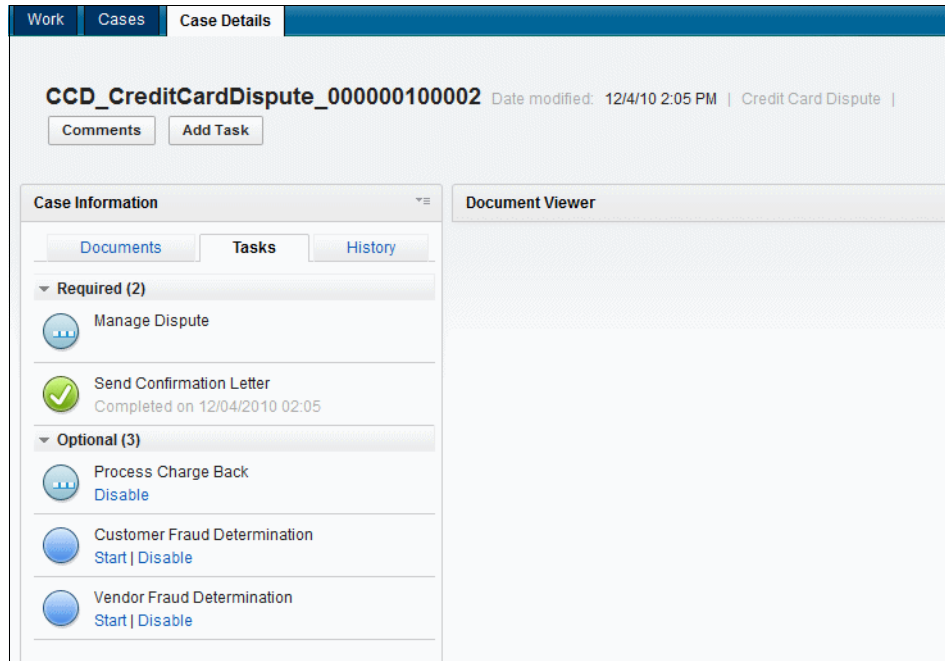 Work Cases Case Details
CCD_CreditCardDispute_000000100002 Date modified: 12/4/10 2:05 PM | Credit Card Dispute |
Comments Add Task
Case Information Document Viewer
Documents Tasks History
Required (2)
Manage Dispute
Send Confirmation Letter
Completed on 12/04/2010 02:05
Optional (3)
Process Charge Back
Disable
Customer Fraud Determination
Start | Disable
Vendor Fraud Determination
Start | Disable